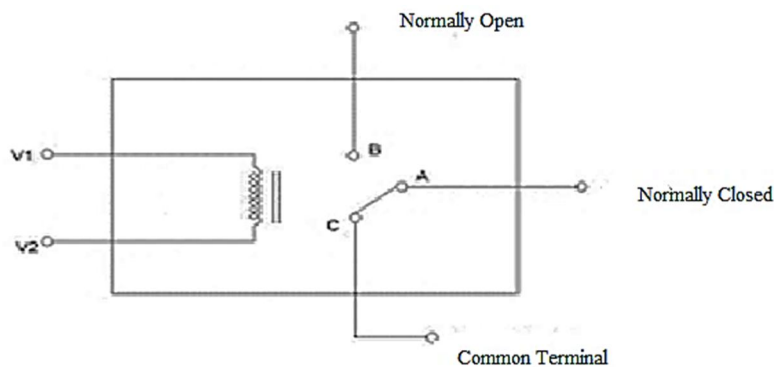 Normally Open
B
V1
A
Normally Closed
C
V2
Common Terminal